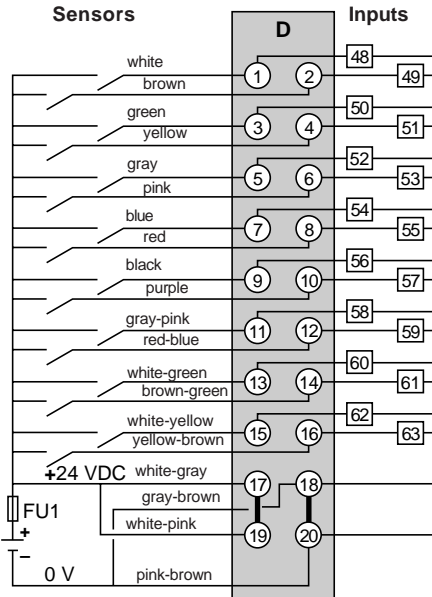 Sensors
Inputs
D
48
white
1
2
49
brown
50
green
3
4
51
yellow
52
gray
5
6
53
pink
54
blue
7
8
55
red
56
black
9
10
57
purple
58
gray-pink
11
12
59
red-blue
60
white-green
13
14
61
brown-green
62
white-yellow
15
16
63
yellow-brown
+24 VDC
white-gray
17
18
gray-brown
FU1
white-pink
19
20
+
−
0 V
pink-brown